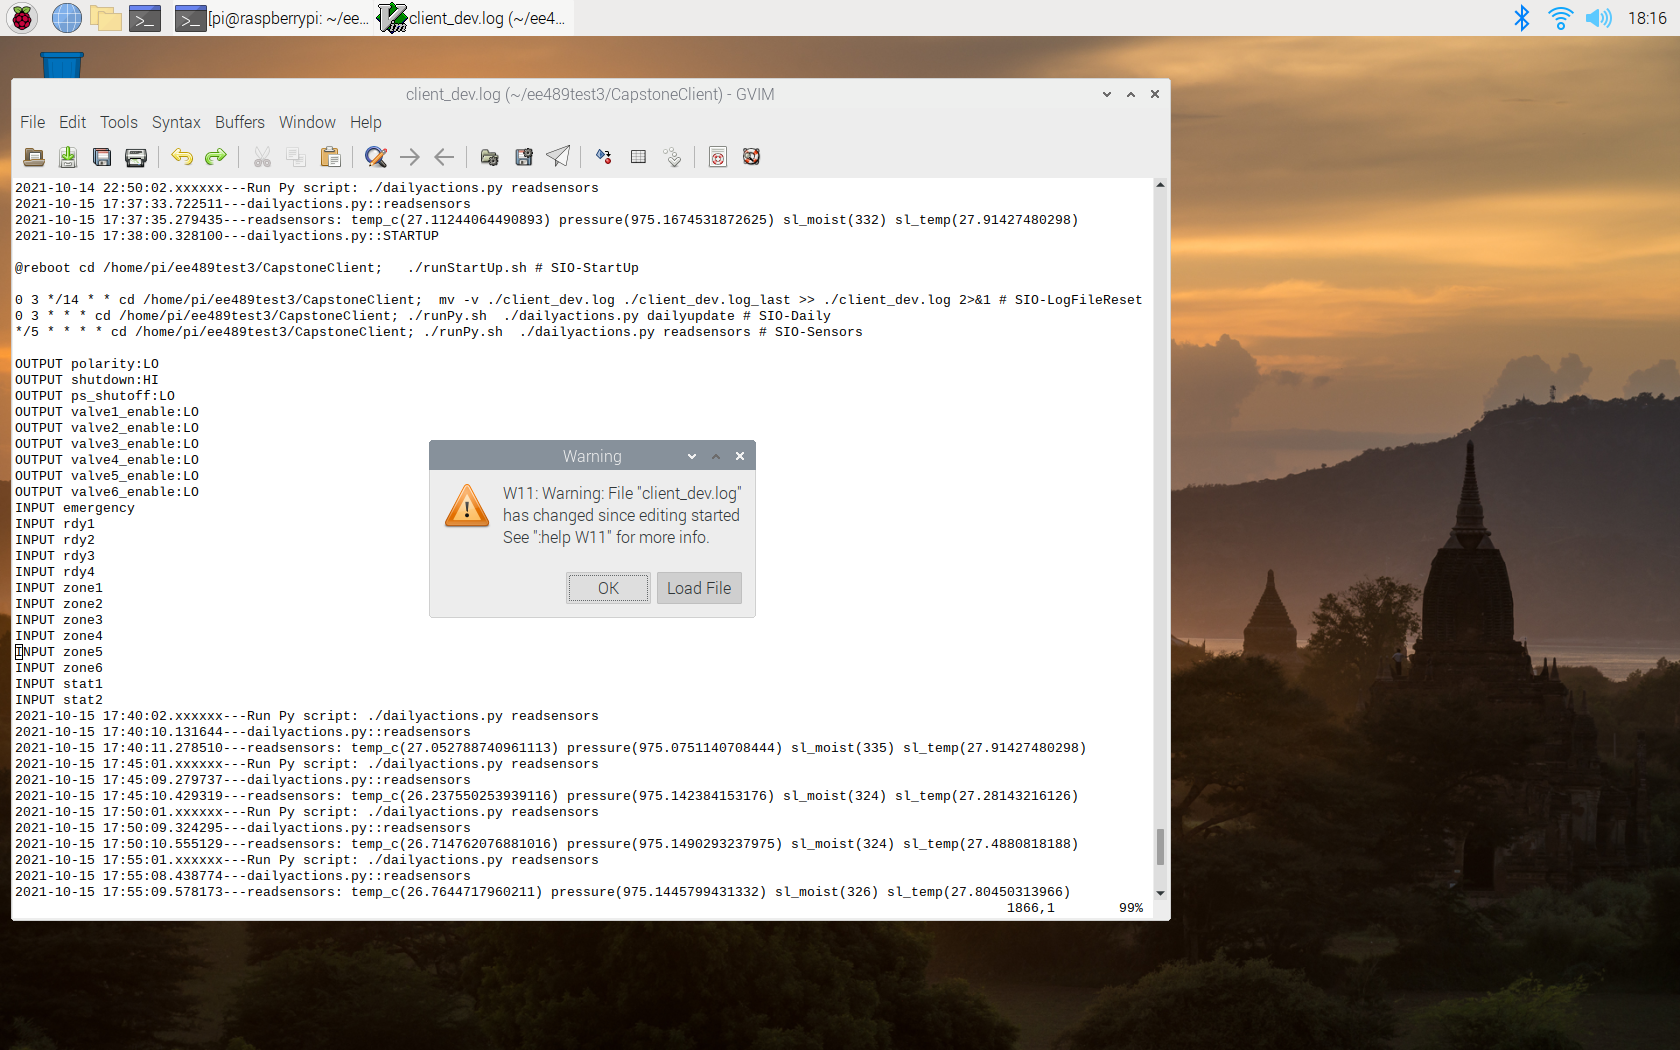 [pi@raspberrypi: ~/ee... client_dev.log (~/ee4... 18:16
client_dev.log (~/ee489test3/CapstoneClient) - GVIM
File Edit Tools Syntax Buffers Window Help
2021-10-14 22:50:02.xxxxxx---Run Py script: ./dailyactions.py readsensors
2021-10-15 17:37:33.722511---dailyactions.py::readsensors
2021-10-15 17:37:35.279435---readsensors: temp_c(27.11244064490893) pressure(975.1674531872625) sl_moist(332) sl_temp(27.91427480298)
2021-10-15 17:38:00.328100---dailyactions.py::STARTUP
@reboot cd /home/pi/ee489test3/CapstoneClient;   ./runStartUp.sh # SIO-StartUp
0 3 */14 * * cd /home/pi/ee489test3/CapstoneClient;  mv -v ./client_dev.log ./client_dev.log_last >> ./client_dev.log 2>&1 # SIO-LogFileReset
0 3 * * * cd /home/pi/ee489test3/CapstoneClient; ./runPy.sh  ./dailyactions.py dailyupdate # SIO-Daily
*/5 * * * * cd /home/pi/ee489test3/CapstoneClient; ./runPy.sh  ./dailyactions.py readsensors # SIO-Sensors
OUTPUT polarity:LO
OUTPUT shutdown:HI
OUTPUT ps_shutoff:LO
OUTPUT valve1_enable:LO
OUTPUT valve2_enable:LO
OUTPUT valve3_enable:LO
OUTPUT valve4_enable:LO
OUTPUT valve5_enable:LO
OUTPUT valve6_enable:LO
INPUT emergency
INPUT rdy1
INPUT rdy2
INPUT rdy3
INPUT rdy4
INPUT zone1
INPUT zone2
INPUT zone3
INPUT zone4
INPUT zone5
INPUT zone6
INPUT stat1
INPUT stat2
2021-10-15 17:40:02.xxxxxx---Run Py script: ./dailyactions.py readsensors
2021-10-15 17:40:10.131644---dailyactions.py::readsensors
2021-10-15 17:40:11.278510---readsensors: temp_c(27.052788740961113) pressure(975.0751140708444) sl_moist(335) sl_temp(27.91427480298)
2021-10-15 17:45:01.xxxxxx---Run Py script: ./dailyactions.py readsensors
2021-10-15 17:45:09.279737---dailyactions.py::readsensors
2021-10-15 17:45:10.429319---readsensors: temp_c(26.237550253939116) pressure(975.142384153176) sl_moist(324) sl_temp(27.28143216126)
2021-10-15 17:50:01.xxxxxx---Run Py script: ./dailyactions.py readsensors
2021-10-15 17:50:09.324295---dailyactions.py::readsensors
2021-10-15 17:50:10.555129---readsensors: temp_c(26.714762076881016) pressure(975.1490293237975) sl_moist(324) sl_temp(27.4880818188)
2021-10-15 17:55:01.xxxxxx---Run Py script: ./dailyactions.py readsensors
2021-10-15 17:55:08.438774---dailyactions.py::readsensors
2021-10-15 17:55:09.578173---readsensors: temp_c(26.7644717960211) pressure(975.1445799431332) sl_moist(326) sl_temp(27.80450313966)
1866,1 99%
Warning
W11: Warning: File "client_dev.log"
has changed since editing started
See ":help W11" for more info.
OK Load File